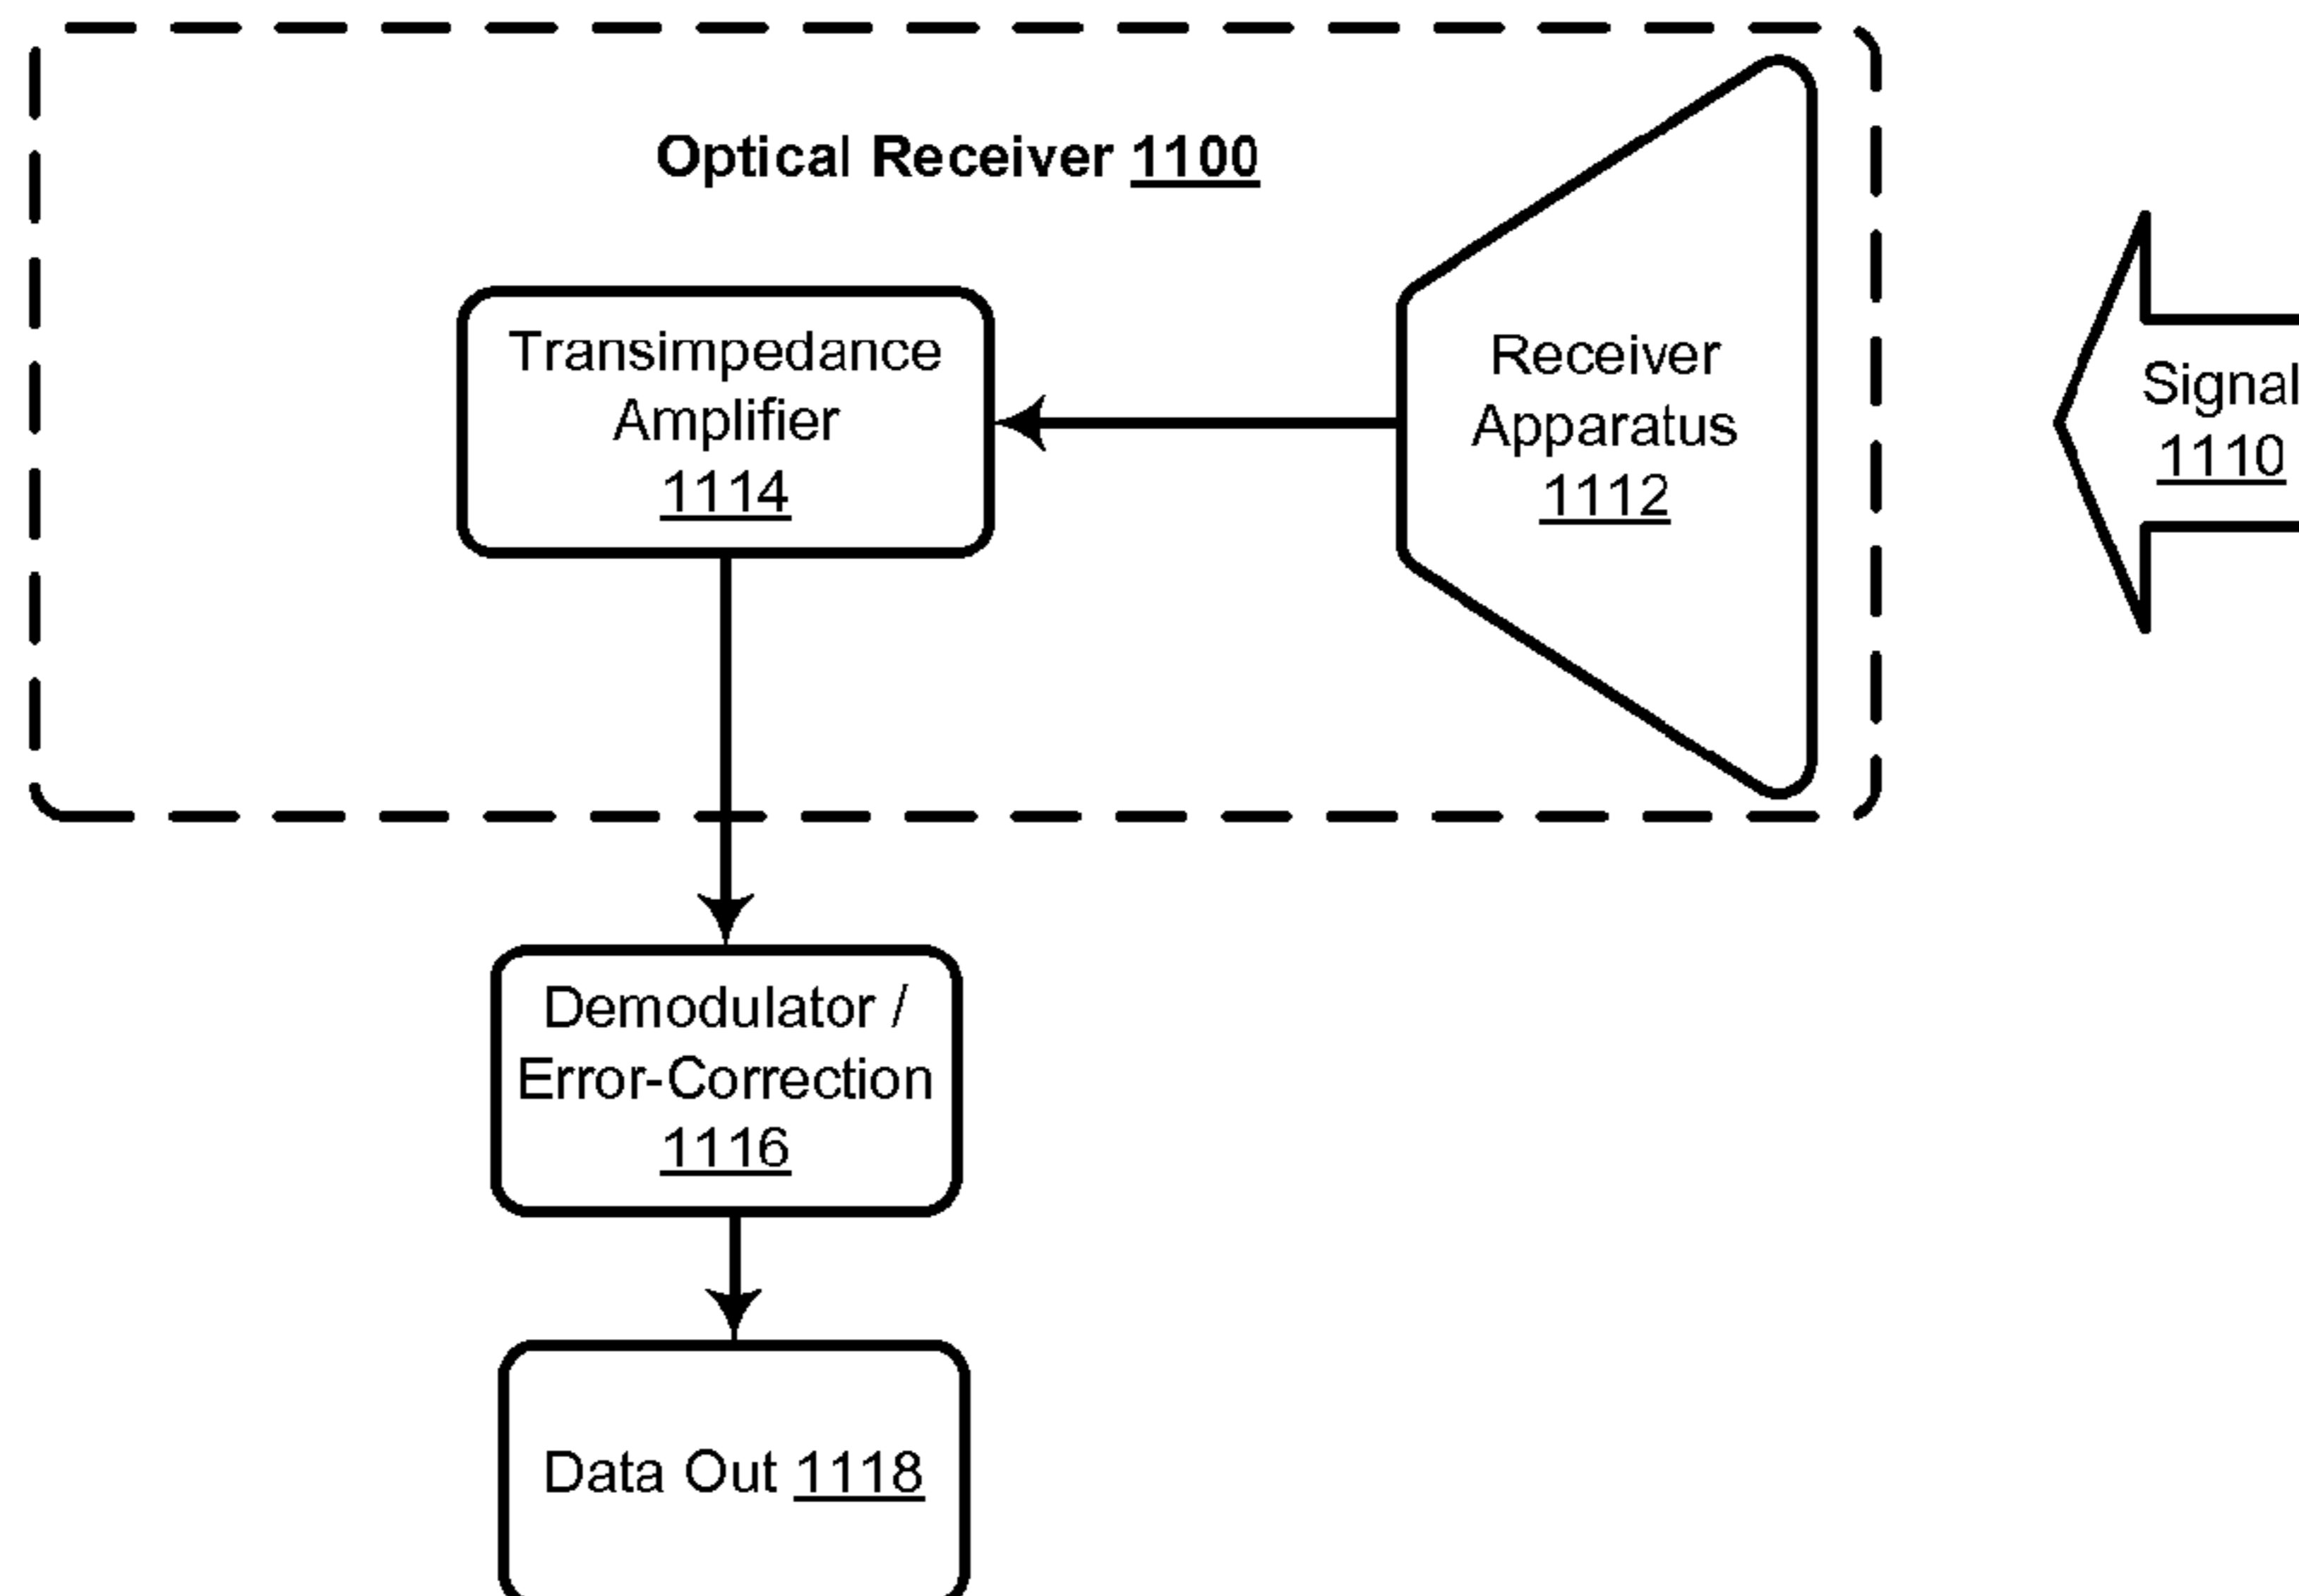 Optical Receiver 1100
Transimpedance
Amplifier
1114
Receiver
Apparatus
1112
Signal
1110
Demodulator /
Error-Correction
1116
Data Out 1118